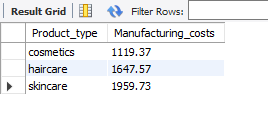 Result Grid Filter Rows:
Product_type Manufacturing_costs
cosmetics 1119.37
haircare 1647.57
skincare 1959.73